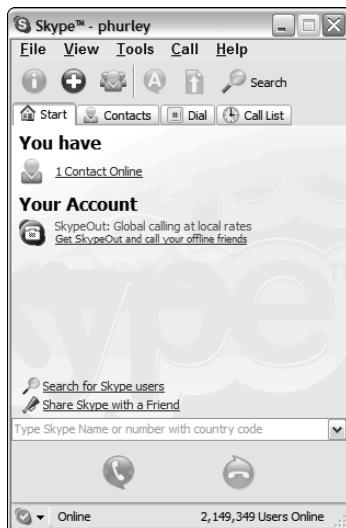 Skype™ - phurley
File View Tools Call Help
Search
Start Contacts Dial Call List
You have
1 Contact Online
Your Account
SkypeOut: Global calling at local rates
Get SkypeOut and call your offline friends
Search for Skype users
Share Skype with a Friend
Type Skype Name or number with country code
Online 2,149,349 Users Online